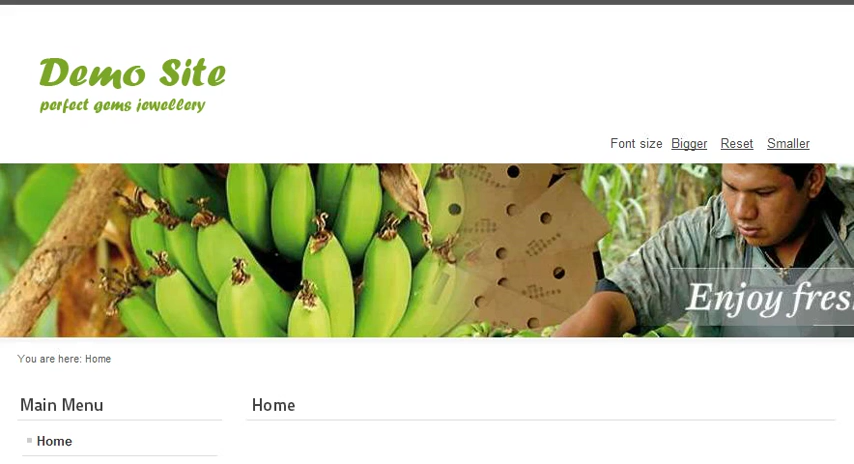 Demo Site
perfect gems jewellery
Font size Bigger Reset Smaller
Enjoy fres
You are here: Home
Main Menu
Home
Home